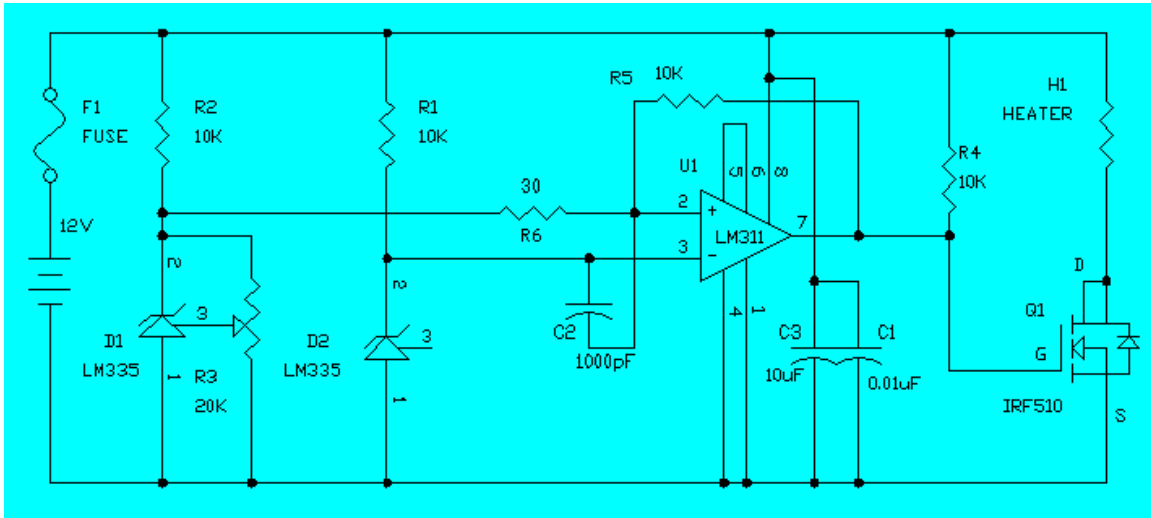 F1
FUSE
12V
R2
10K
2
3
D1
LM335
1
R3
20K
R1
10K
2
3
D2
LM335
1
30
R6
C2
1000pF
R5 10K
U1
5
6
8
2
+
LM311
7
3
-
4
1
C3
10uF
C1
0.01uF
R4
10K
H1
HEATER
D
Q1
G
IRF510
S